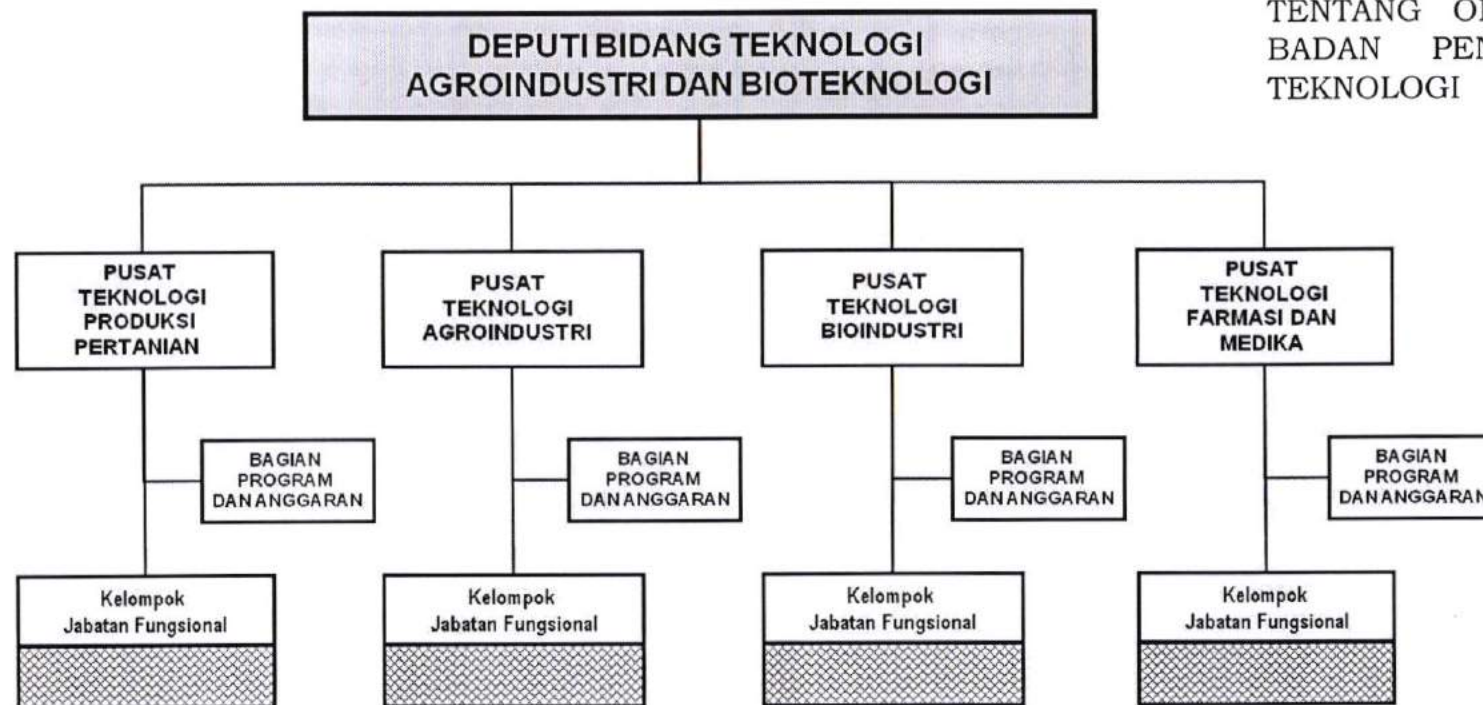 TENTANG
BADAN
TEKNOLOGI
DEPUTI BIDANG TEKNOLOGI
AGROINDUSTRI DAN BIOTEKNOLOGI
PUSAT
TEKNOLOGI
PRODUKSI
PERTANIAN
PUSAT
TEKNOLOGI
AGROINDUSTRI
PUSAT
TEKNOLOGI
BIOINDUSTRI
PUSAT
TEKNOLOGI
FARMASI DAN
MEDIKA
BAGIAN
PROGRAM
DAN ANGGARAN
BAGIAN
PROGRAM
DAN ANGGARAN
BAGIAN
PROGRAM
DAN ANGGARAN
BAGIAN
PROGRAM
DAN ANGGARAN
Kelompok
Jabatan Fungsional
Kelompok
Jabatan Fungsional
Kelompok
Jabatan Fungsional
Kelompok
Jabatan Fungsional